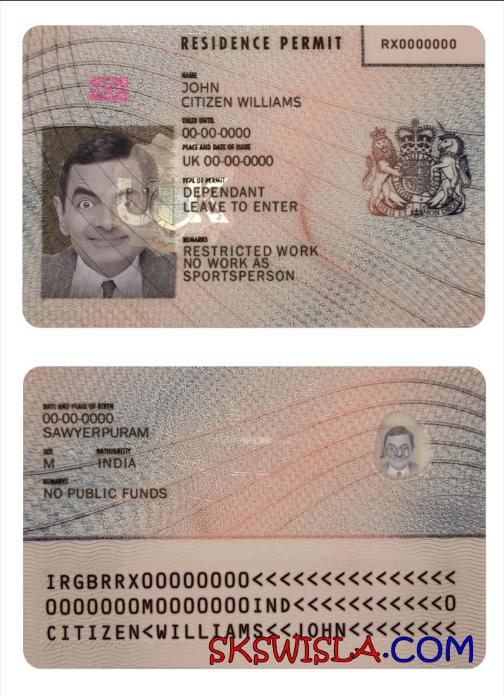 RESIDENCE PERMIT
RX0000000
NAME
JOHN
CITIZEN WILLIAMS
VALID UNTIL
00-00-0000
PLACE AND DATE OF ISSUE
UK 00-00-0000
TYPE OF PERMIT
DEPENDANT
LEAVE TO ENTER
REMARKS
RESTRICTED WORK
NO WORK AS
SPORTSPERSON
DATE AND PLACE OF BIRTH
00-00-0000
SAWYERPURAM
SEX NATIONALITY
M INDIA
REMARKS
NO PUBLIC FUNDS
IRGBRRX00000000<<<<<<<<<<<<<<<
0000000M0000000IND<<<<<<<<<<<0
CITIZEN<WILLIAMS<<JOHN<<<<<<<<
SKSWISLA.COM